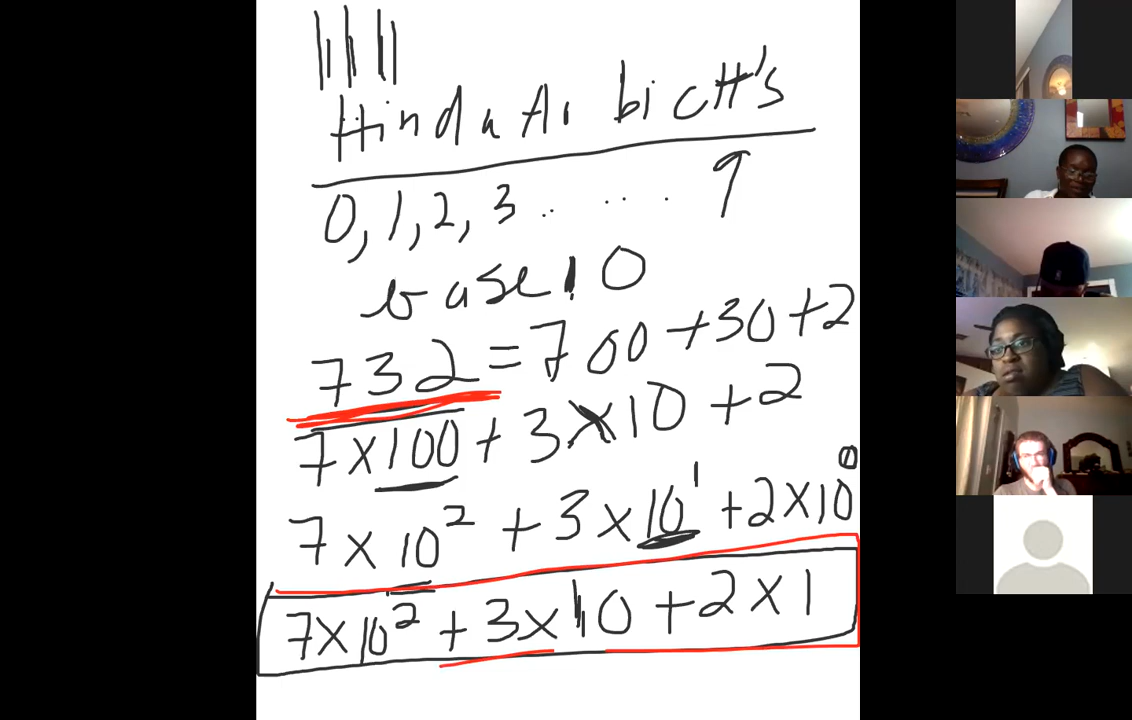 0, 1, 2, 3 .. ... 9
base 10
732 = 700 + 30 + 2
7 × 100 + 3 × 10 + 2
7 × 10² + 3 × 10¹ + 2 × 10⁰
7 × 10² + 3 × 10 + 2 × 1